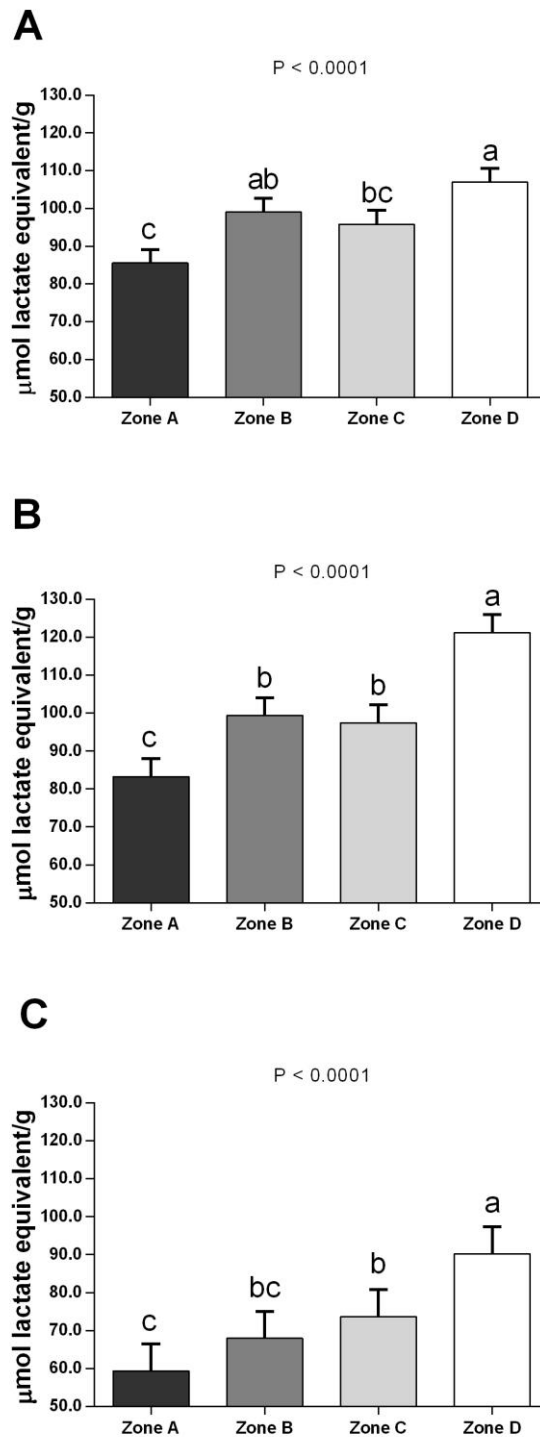 A
P < 0.0001
μmol lactate equivalent/g
130.0
120.0
110.0
100.0
90.0
80.0
70.0
60.0
50.0
c
ab
bc
a
Zone A Zone B Zone C Zone D
B
P < 0.0001
μmol lactate equivalent/g
130.0
120.0
110.0
100.0
90.0
80.0
70.0
60.0
50.0
c
b
b
a
Zone A Zone B Zone C Zone D
C
P < 0.0001
μmol lactate equivalent/g
130.0
120.0
110.0
100.0
90.0
80.0
70.0
60.0
50.0
c
bc
b
a
Zone A Zone B Zone C Zone D